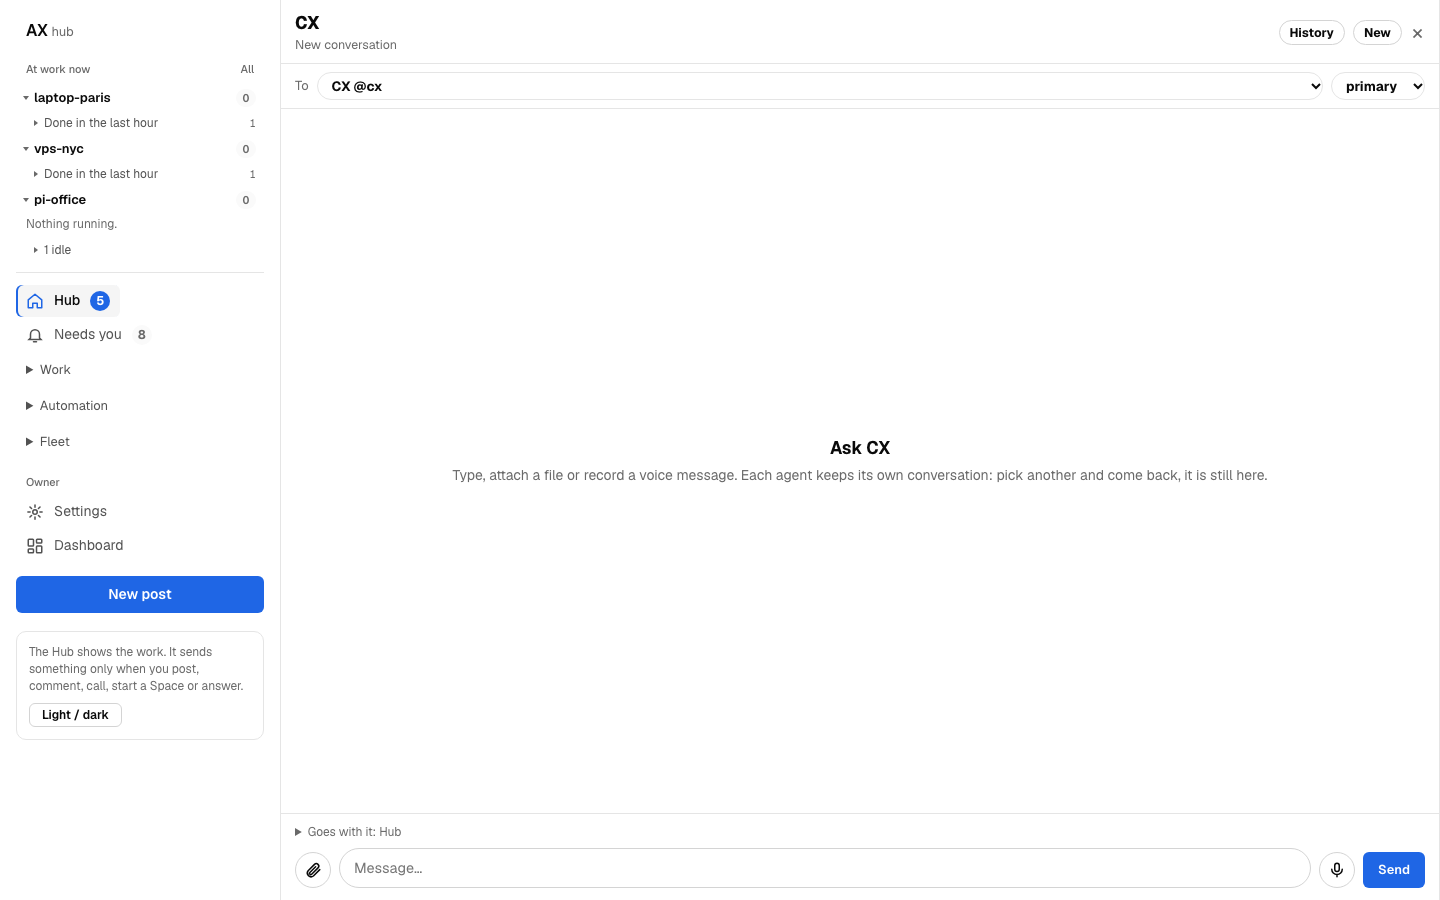 AX hub
At work now All
laptop-paris 0
Done in the last hour 1
vps-nyc 0
Done in the last hour 1
pi-office 0
Nothing running.
1 idle
Hub 5
Needs you 8
Work
Automation
Fleet
Owner
Settings
Dashboard
New post
The Hub shows the work. It sends
something only when you post,
comment, call, start a Space or answer.
Light / dark
CX
New conversation
History New ×
To CX @cx primary
Ask CX
Type, attach a file or record a voice message. Each agent keeps its own conversation: pick another and come back, it is still here.
Goes with it: Hub
Message…
Send